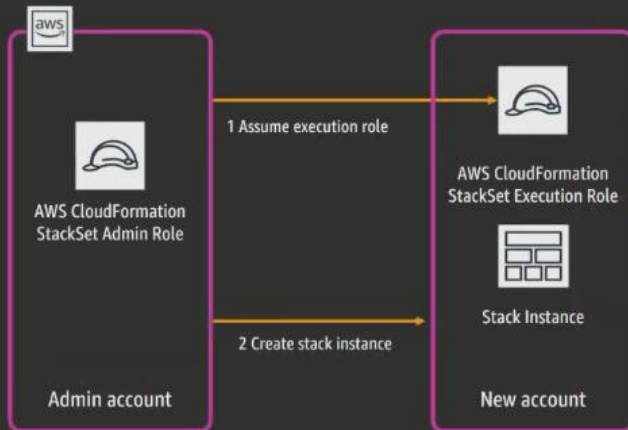 aws
1 Assume execution role
AWS CloudFormation
StackSet Admin Role
AWS CloudFormation
StackSet Execution Role
Stack Instance
2 Create stack instance
Admin account
New account